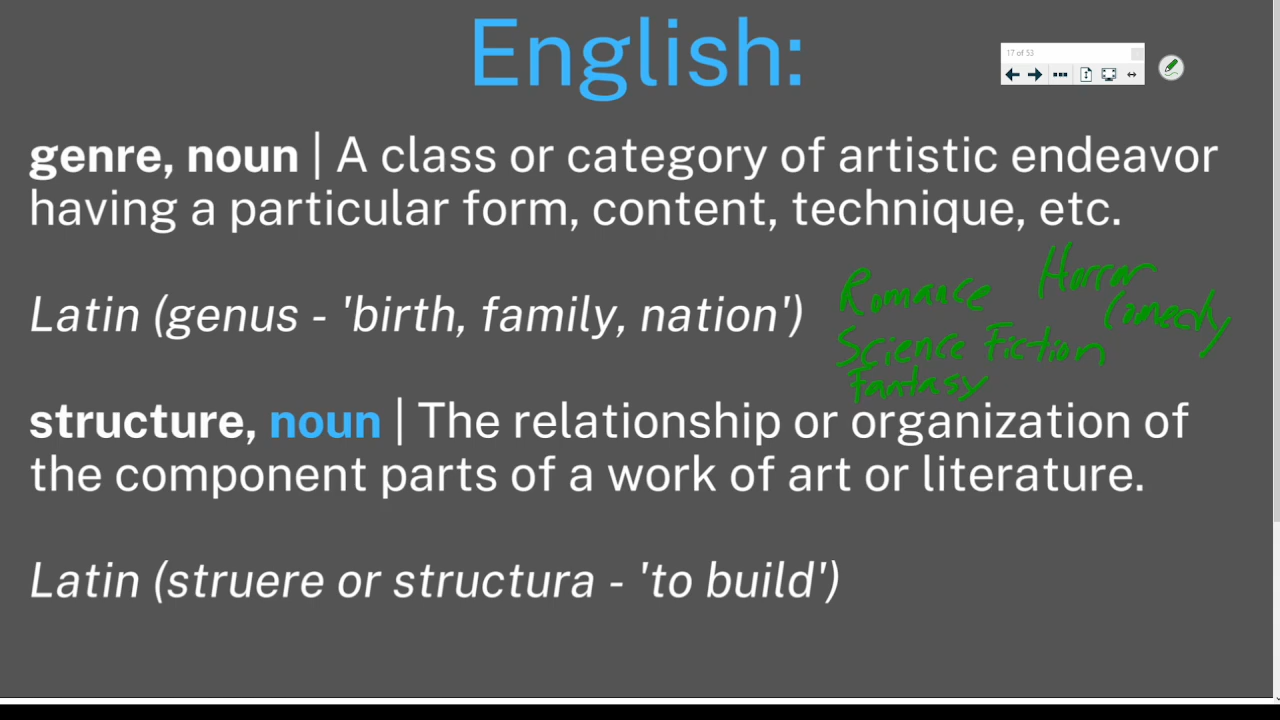 English:
17 of 53
genre, noun | A class or category of artistic endeavor
having a particular form, content, technique, etc.
Horror
Romance
Comedy
Latin (genus - 'birth, family, nation')
Science Fiction
Fantasy
structure, noun | The relationship or organization of
the component parts of a work of art or literature.
Latin (struere or structura - 'to build')